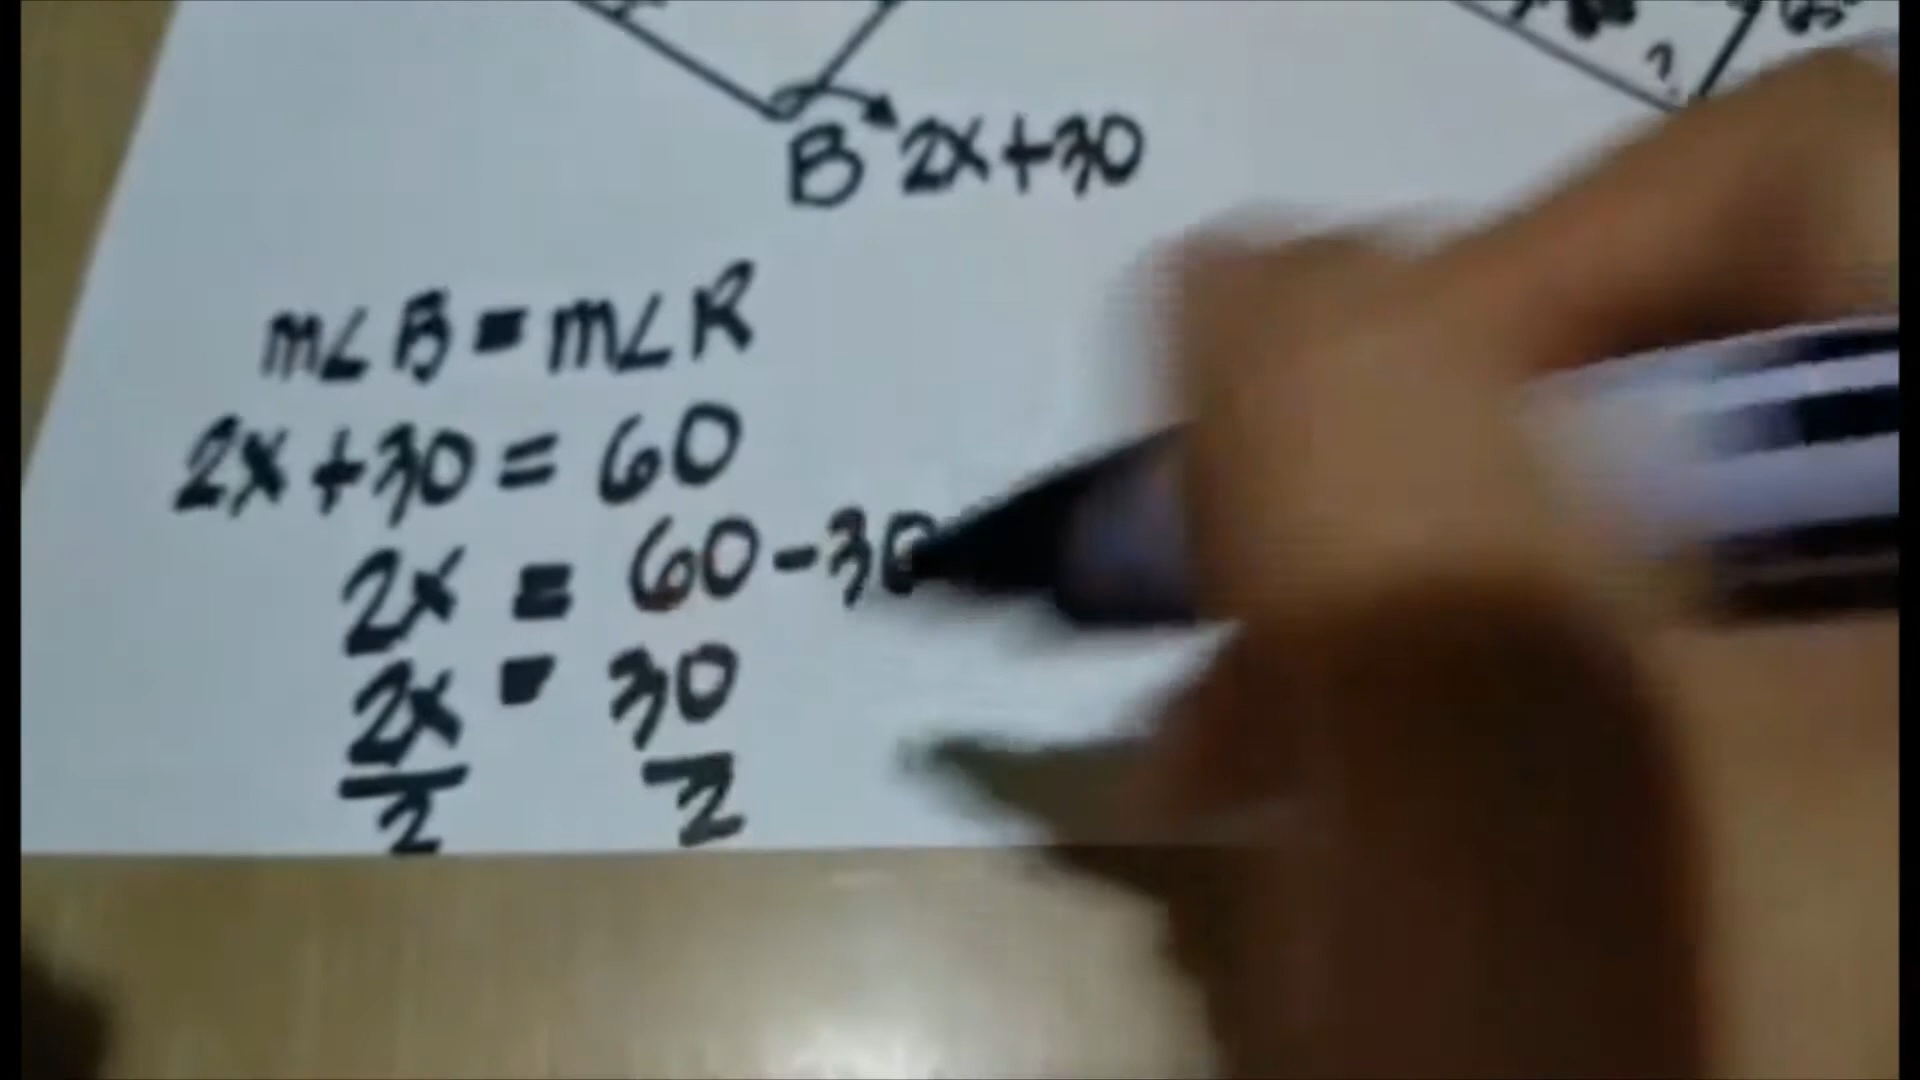 B 2x+30
m∠B = m∠R
2x+30 = 60
2x = 60-30
2x = 30
2 2